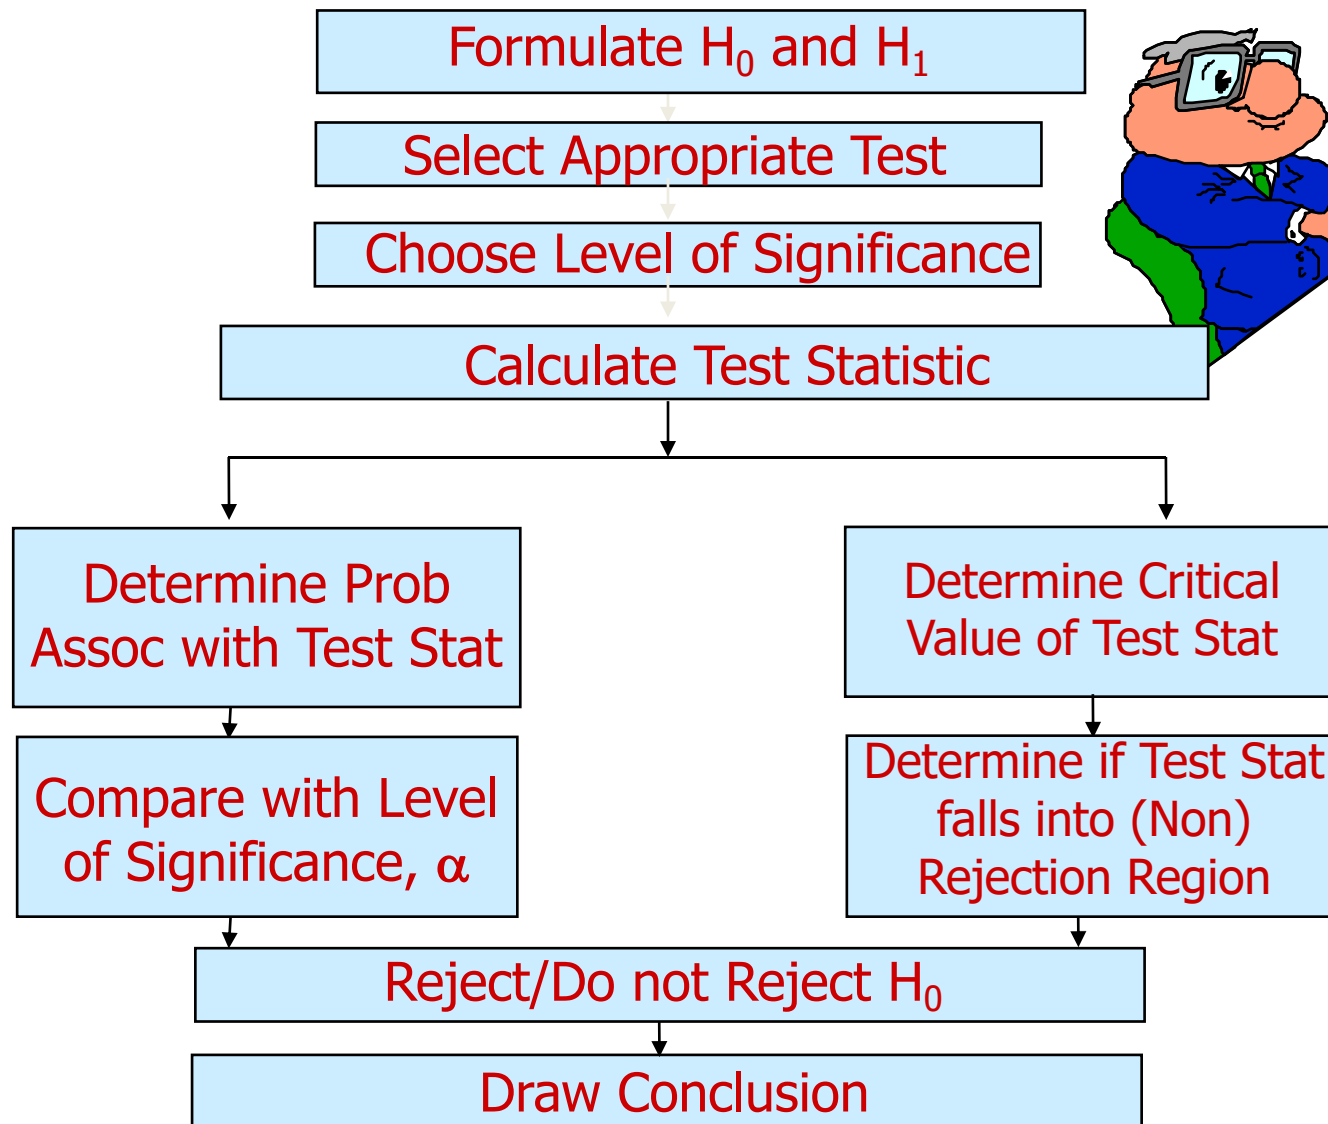 Formulate H₀ and H₁
Select Appropriate Test
Choose Level of Significance
Calculate Test Statistic
Determine Prob
Assoc with Test Stat
Determine Critical
Value of Test Stat
Compare with Level
of Significance, α
Determine if Test Stat
falls into (Non)
Rejection Region
Reject/Do not Reject H₀
Draw Conclusion